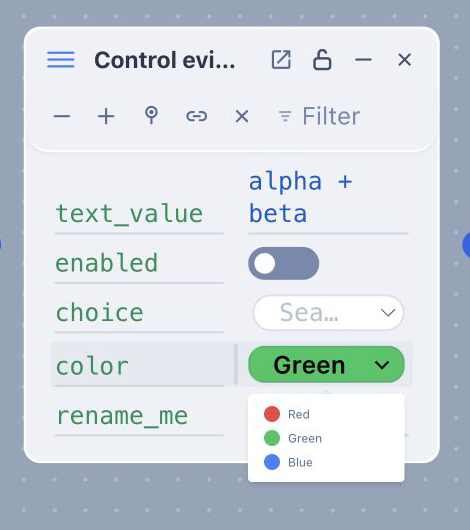 Control evi...
Filter
text_value
alpha +
beta
enabled
choice
Sea...
color
Green
rename_me
Red
Green
Blue